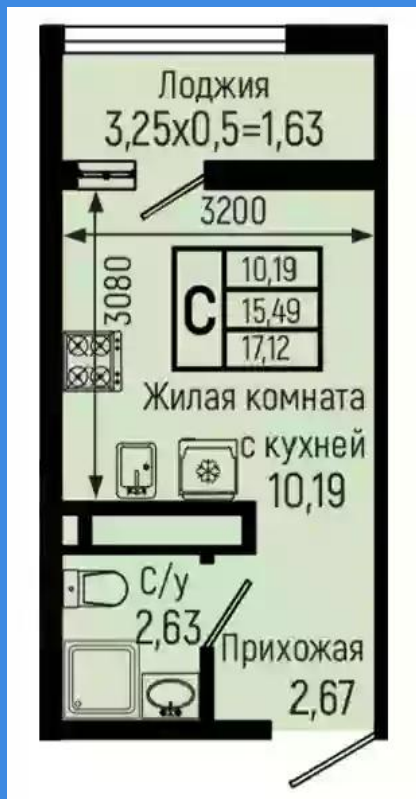 Лоджия
3,25х0,5=1,63
3200
3080
С
10,19
15,49
17,12
Жилая комната
с кухней
10,19
С/у
2,63
Прихожая
2,67